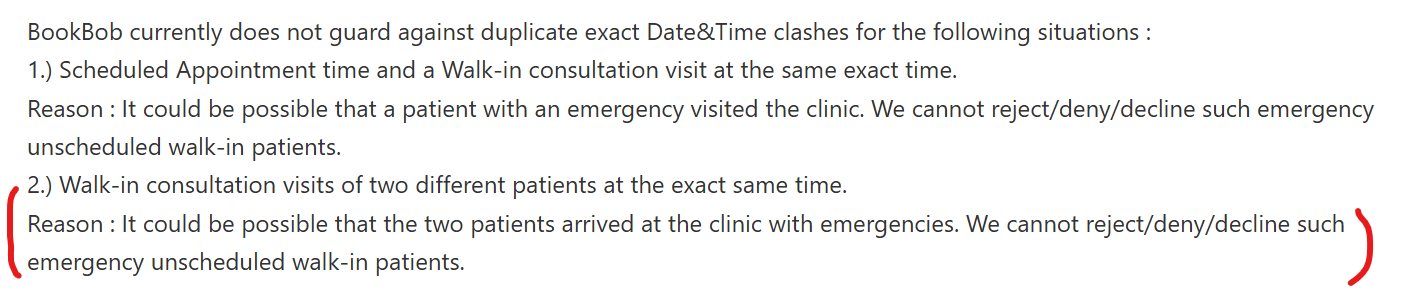 BookBob currently does not guard against duplicate exact Date&Time clashes for the following situations :
1.) Scheduled Appointment time and a Walk-in consultation visit at the same exact time.
Reason : It could be possible that a patient with an emergency visited the clinic. We cannot reject/deny/decline such emergency
unscheduled walk-in patients.
2.) Walk-in consultation visits of two different patients at the exact same time.
Reason : It could be possible that the two patients arrived at the clinic with emergencies. We cannot reject/deny/decline such
emergency unscheduled walk-in patients.